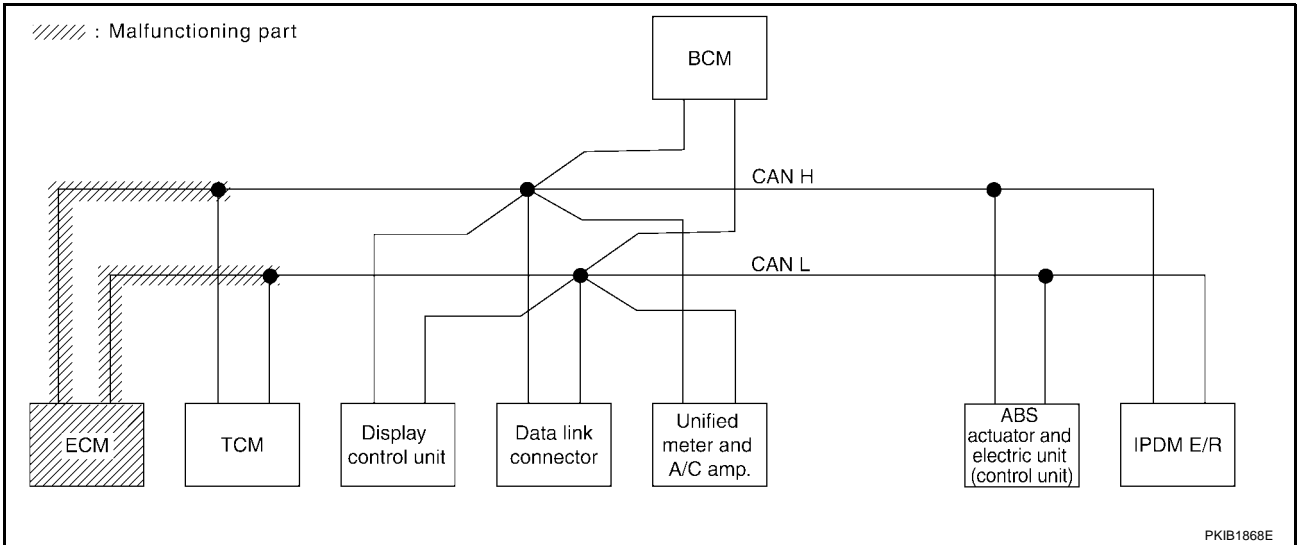 : Malfunctioning part
BCM
CAN H
CAN L
ECM
TCM
Display
control unit
Data link
connector
Unified
meter and
A/C amp.
ABS
actuator and
electric unit
(control unit)
IPDM E/R
PKIB1868E